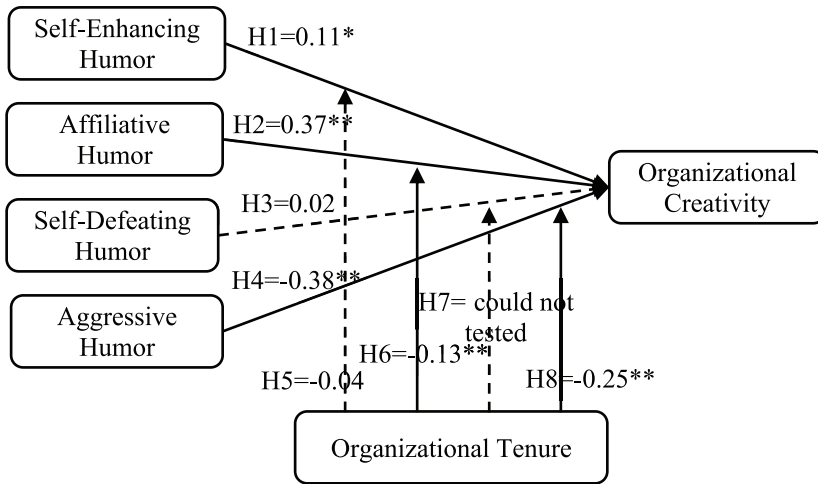 Self-Enhancing
Humor
H1=0.11*
Affiliative
Humor
H2=0.37**
Organizational
Creativity
Self-Defeating
Humor
H3=0.02
H4=-0.38**
Aggressive
Humor
H7= could not
tested
H6=-0.13**
H5=-0.04
H8=-0.25**
Organizational Tenure